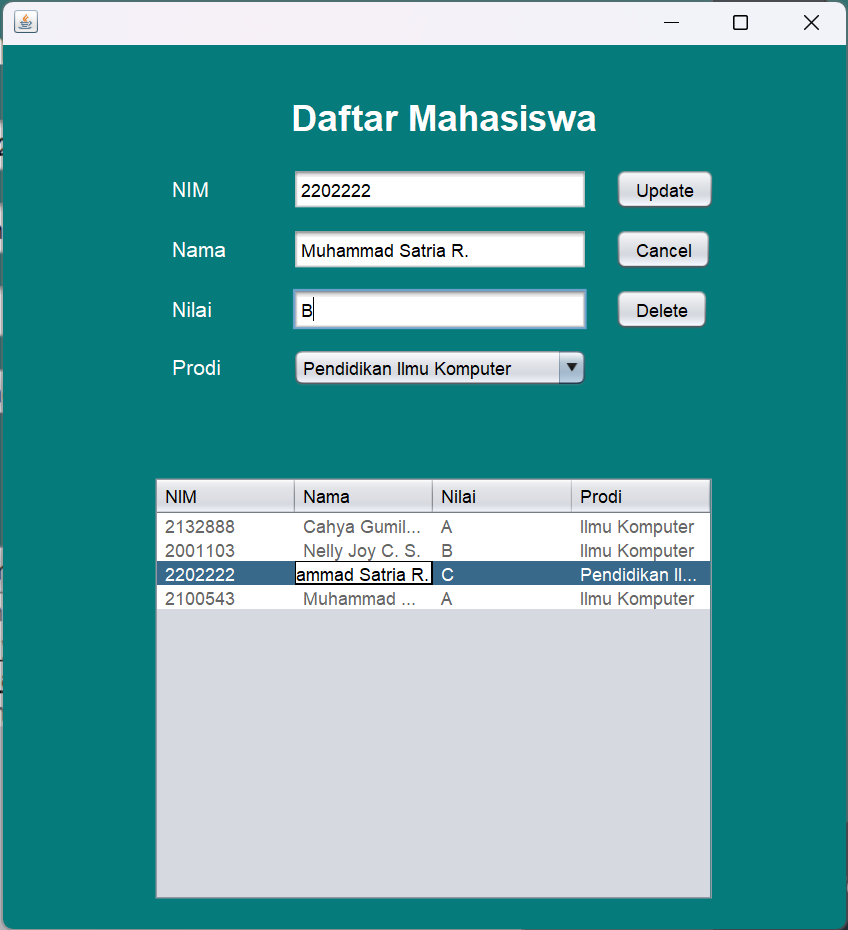 Daftar Mahasiswa
NIM 2202222 Update
Nama Muhammad Satria R. Cancel
Nilai B Delete
Prodi Pendidikan Ilmu Komputer
NIM Nama Nilai Prodi
2132888 Cahya Gumil... A Ilmu Komputer
2001103 Nelly Joy C. S. B Ilmu Komputer
2202222 ammad Satria R. C Pendidikan Il...
2100543 Muhammad ... A Ilmu Komputer